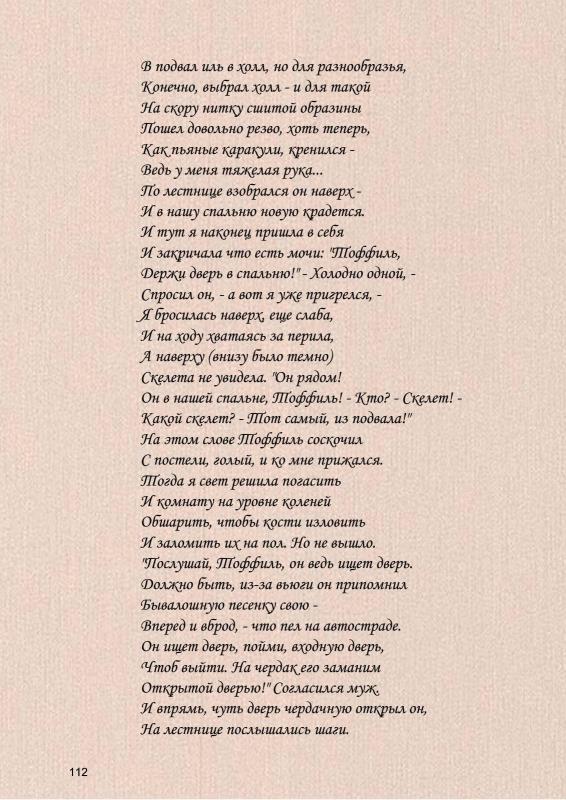 В подвал иль в холл, но для разнообразья,
Конечно, выбрал холл - и для такой
На скору нитку сшитой образины
Пошел довольно резво, хоть теперь,
Как пьяные каракули, кренился -
Ведь у меня тяжелая рука...
По лестнице взобрался он наверх -
И в нашу спальню новую крадется.
И тут я наконец пришла в себя
И закричала что есть мочи: "Тоффиль,
Держи дверь в спальню!" - Холодно одной, -
Спросил он, - а вот я уже пригрелся, -
Я бросилась наверх, еще слаба,
И на ходу хватаясь за перила,
А наверху (внизу было темно)
Скелета не увидела. "Он рядом!
Он в нашей спальне, Тоффиль! - Кто? - Скелет! -
Какой скелет? - Тот самый, из подвала!"
На этом слове Тоффиль соскочил
С постели, голый, и ко мне прижался.
Тогда я свет решила погасить
И комнату на уровне коленей
Обшарить, чтобы кости изловить
И заломить их на пол. Но не вышло.
"Послушай, Тоффиль, он ведь ищет дверь.
Должно быть, из-за вьюги он припомнил
Бывалошную песенку свою -
Вперед и вброд, - что пел на автостраде.
Он ищет дверь, пойми, входную дверь,
Чтоб выйти. На чердак его заманим
Открытой дверью!" Согласился муж.
И впрямь, чуть дверь чердачную открыл он,
На лестнице послышались шаги.
112